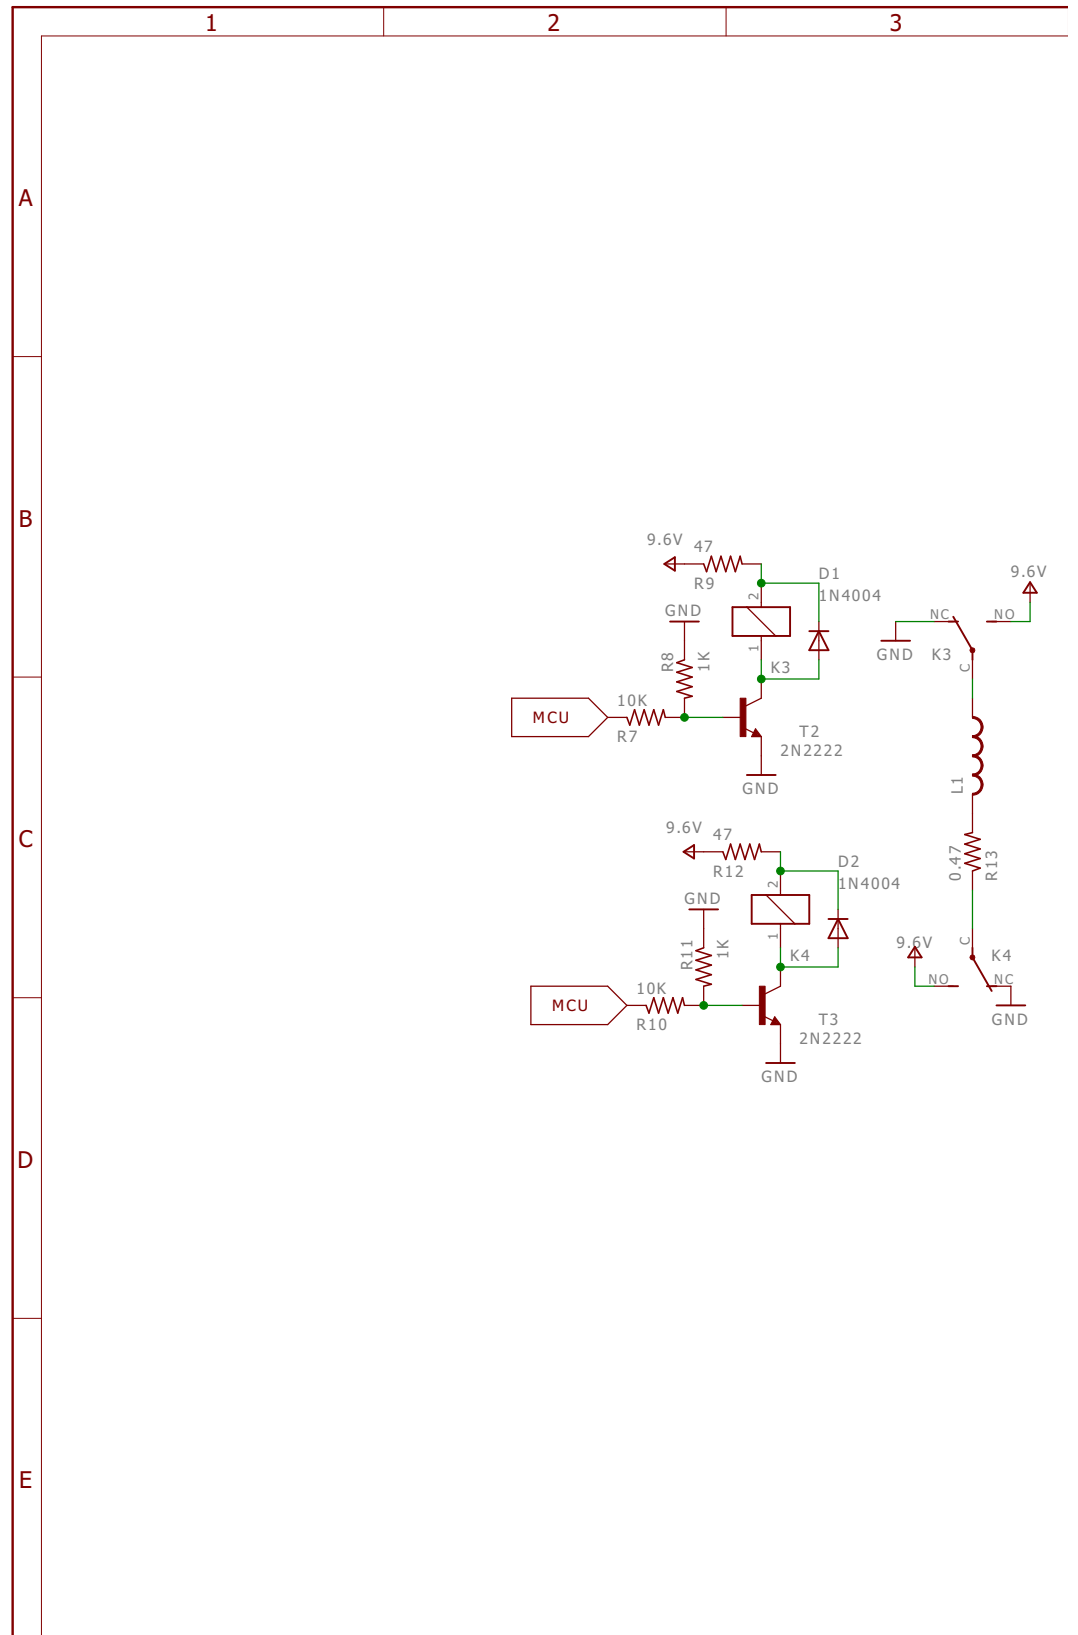 1
2
3
A
B
C
D
E
9.6V
47
R9
D1
1N4004
GND
R8
1K
2
1
K3
10K
MCU
R7
T2
2N2222
GND
9.6V
NC
NO
GND
K3
C
L1
0.47
R13
9.6V
47
R12
D2
1N4004
GND
R11
1K
2
1
K4
10K
MCU
R10
T3
2N2222
GND
9.6V
C
K4
NO
NC
GND